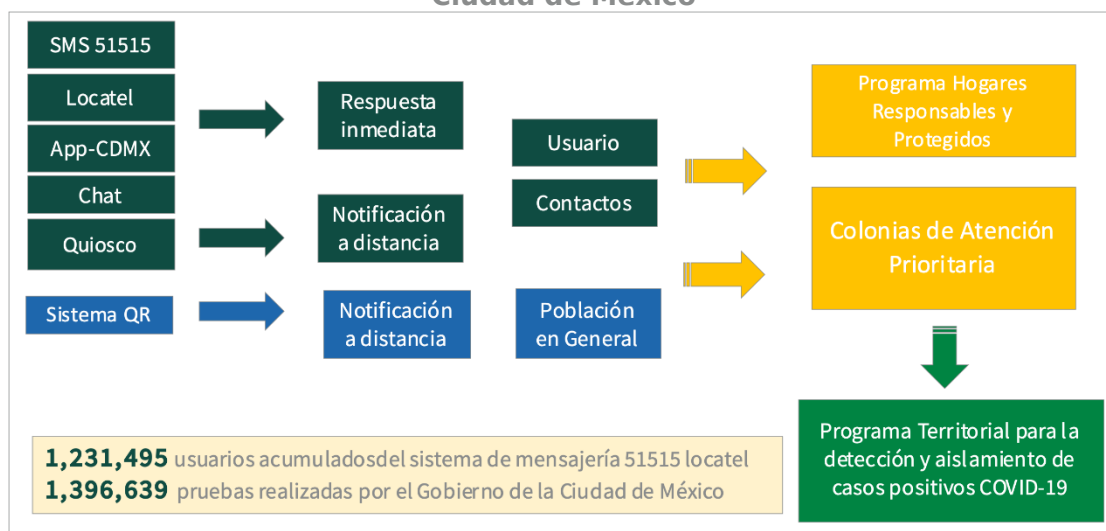 Ciudad de México
SMS 51515
Locatel
App-CDMX
Chat
Quiosco
Sistema QR
Respuesta
inmediata
Notificación
a distancia
Notificación
a distancia
Usuario
Contactos
Población
en General
Programa Hogares
Responsables y
Protegidos
Colonias de Atención
Prioritaria
Programa Territorial para la
detección y aislamiento de
casos positivos COVID-19
1,231,495 usuarios acumuladosdel sistema de mensajería 51515 locatel
1,396,639 pruebas realizadas por el Gobierno de la Ciudad de México